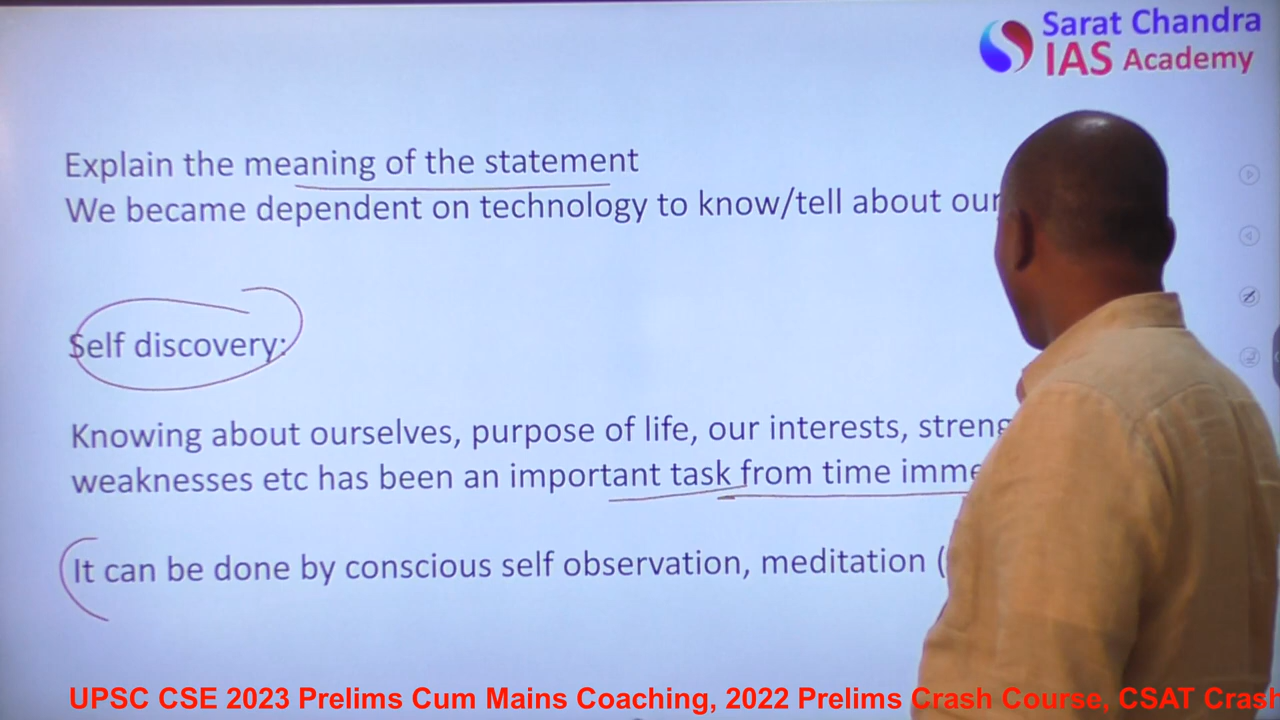 Sarat Chandra
IAS Academy
Explain the meaning of the statement
We became dependent on technology to know/tell about our
Self discovery:
Knowing about ourselves, purpose of life, our interests,
weaknesses etc has been an important task from time
It can be done by conscious self observation, meditation (
UPSC CSE 2023 Prelims Cum Mains Coaching, 2022 Prelims Crash Course, CSAT Crash